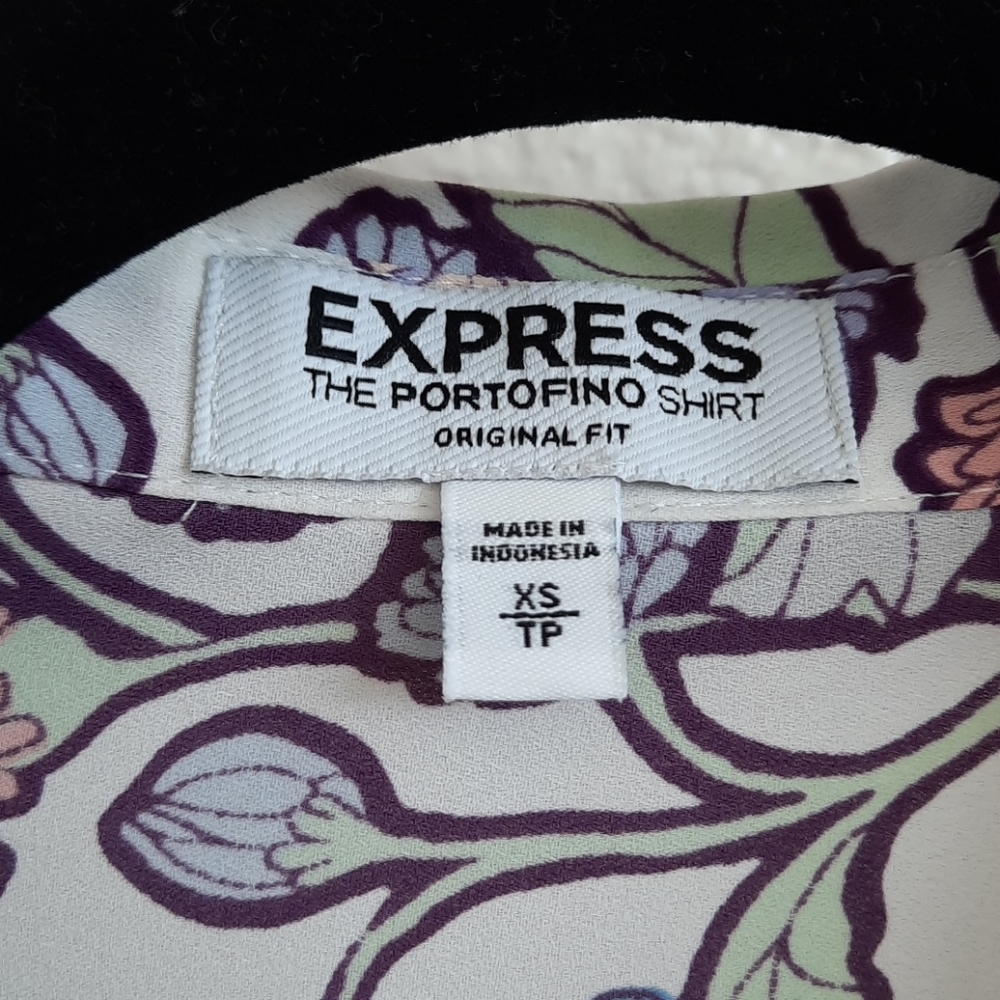 EXPRESS
THE PORTOFINO SHIRT
ORIGINAL FIT
MADE IN
INDONESIA
XS
TP